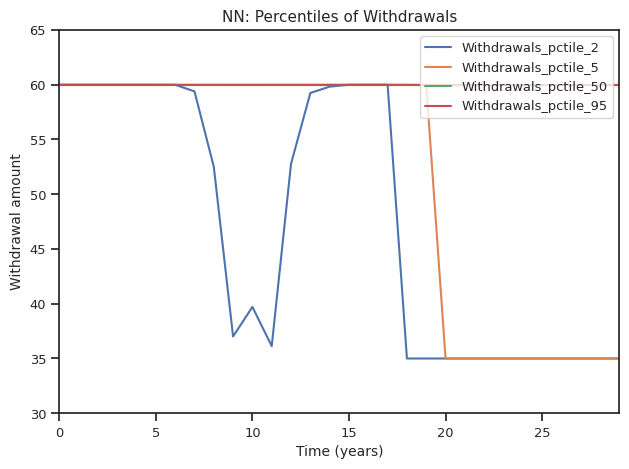 NN: Percentiles of Withdrawals
65
60
55
50
45
40
35
30
Withdrawal amount
Withdrawals_pctile_2
Withdrawals_pctile_5
Withdrawals_pctile_50
Withdrawals_pctile_95
0 5 10 15 20 25
Time (years)